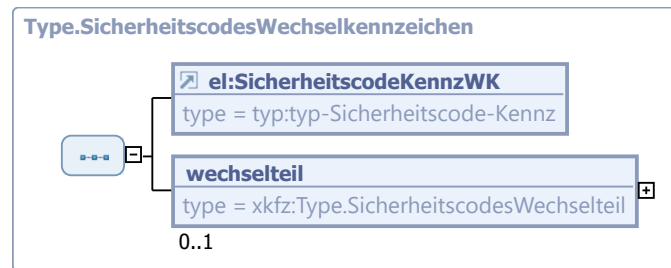 Type.SicherheitscodesWechselkennzeichen
el:SicherheitscodeKennzWK
type = typ:typ-Sicherheitscode-Kennz
wechselteil
type = xkfz:Type.SicherheitscodesWechselteil
0..1